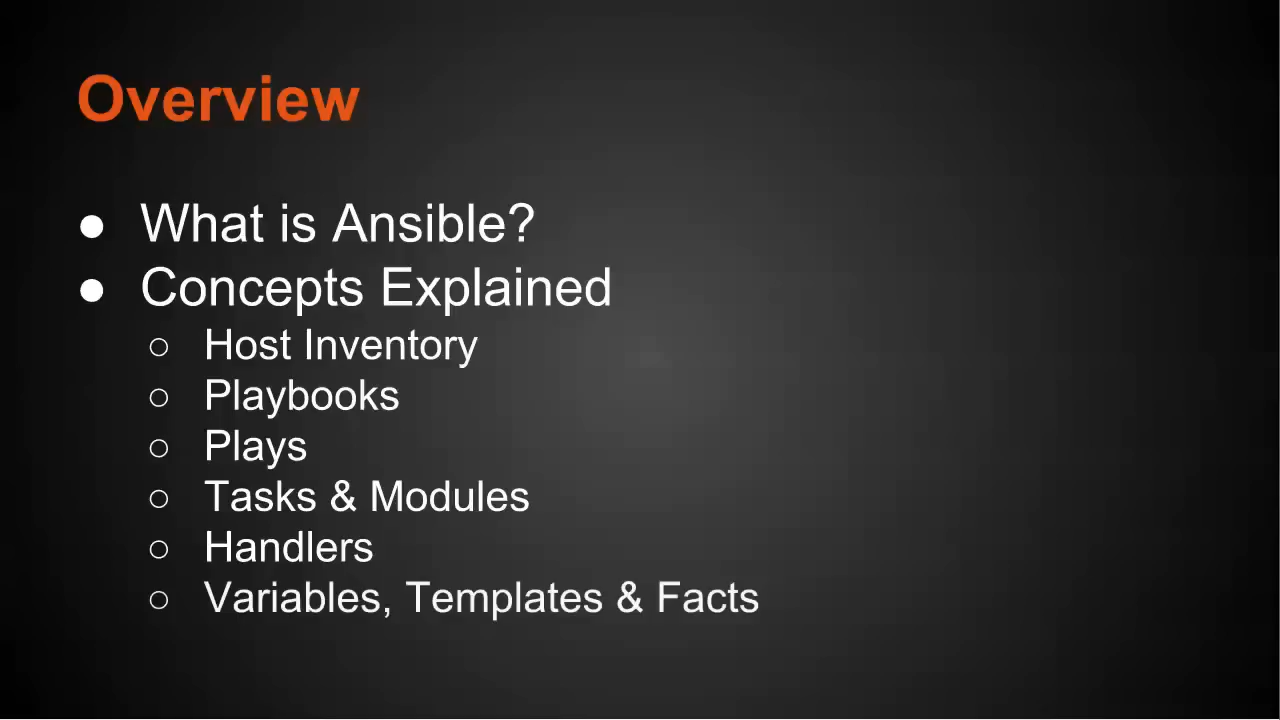 Overview
● What is Ansible?
● Concepts Explained
○ Host Inventory
○ Playbooks
○ Plays
○ Tasks & Modules
○ Handlers
○ Variables, Templates & Facts